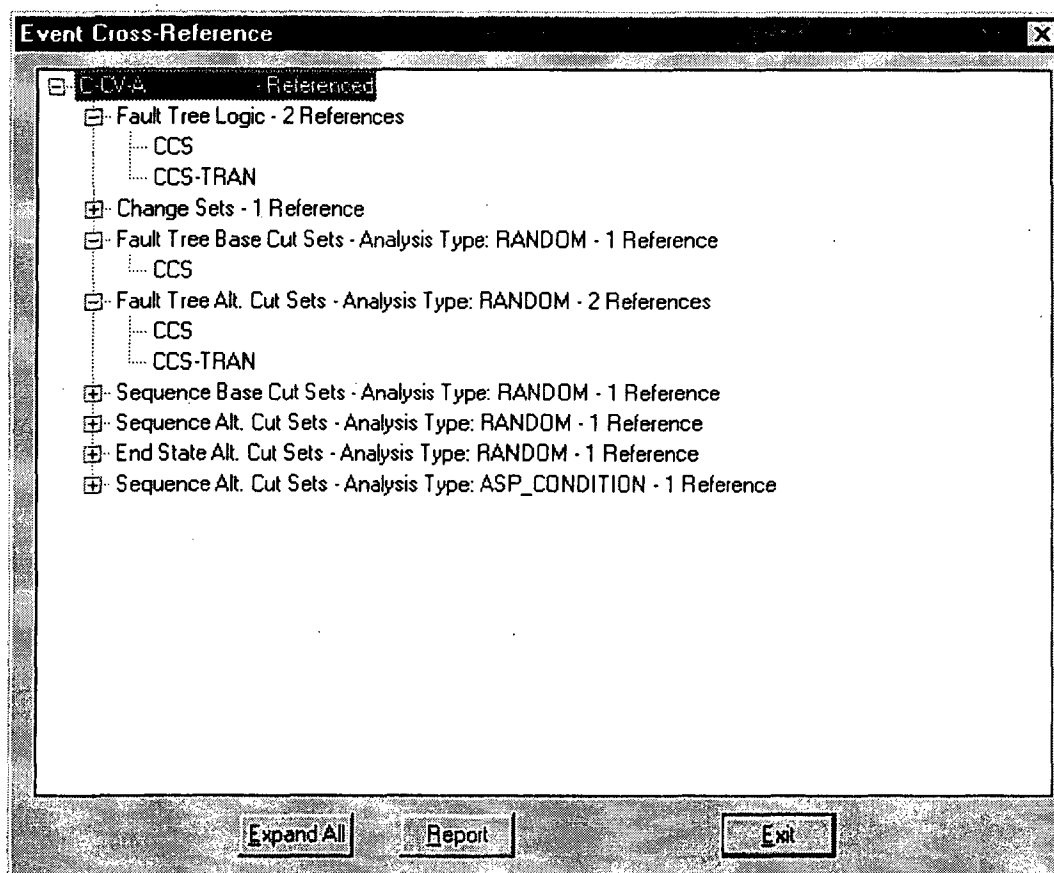 Event Cross-Reference
C-CV-A - Referenced
Fault Tree Logic - 2 References
CCS
CCS-TRAN
Change Sets - 1 Reference
Fault Tree Base Cut Sets - Analysis Type: RANDOM - 1 Reference
CCS
Fault Tree Alt. Cut Sets - Analysis Type: RANDOM - 2 References
CCS
CCS-TRAN
Sequence Base Cut Sets - Analysis Type: RANDOM - 1 Reference
Sequence Alt. Cut Sets - Analysis Type: RANDOM - 1 Reference
End State Alt. Cut Sets - Analysis Type: RANDOM - 1 Reference
Sequence Alt. Cut Sets - Analysis Type: ASP_CONDITION - 1 Reference
Expand All Report Exit